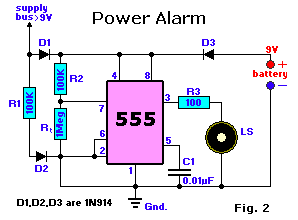 Power Alarm
supply
bus>9V
D1
D3
9V
+
battery
-
R2
100K
4
8
R1
100K
7
3
R3
100
555
Rt
1Meg
LS
6
2
5
D2
1
C1
0.01µF
Gnd.
D1,D2,D3 are 1N914
Fig. 2